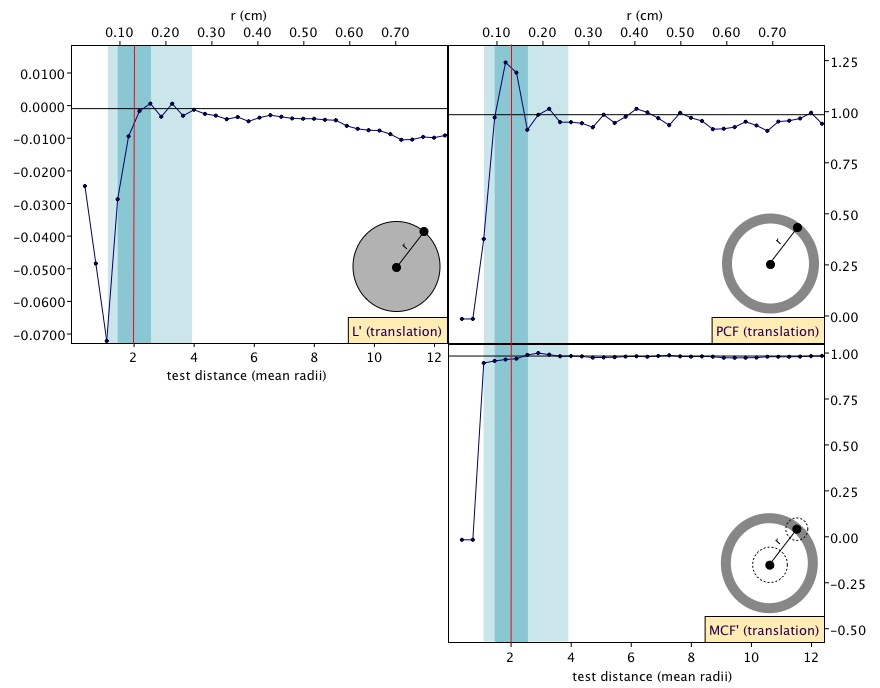 r (cm)
0.10 0.20 0.30 0.40 0.50 0.60 0.70
0.0100
0.0000
-0.0100
-0.0200
-0.0300
-0.0400
-0.0500
-0.0600
-0.0700
r
L' (translation)
2 4 6 8 10 12
test distance (mean radii)
r (cm)
0.10 0.20 0.30 0.40 0.50 0.60 0.70
1.25
1.00
0.75
0.50
0.25
0.00
r
PCF (translation)
1.00
0.75
0.50
0.25
0.00
-0.25
-0.50
r
MCF' (translation)
2 4 6 8 10 12
test distance (mean radii)